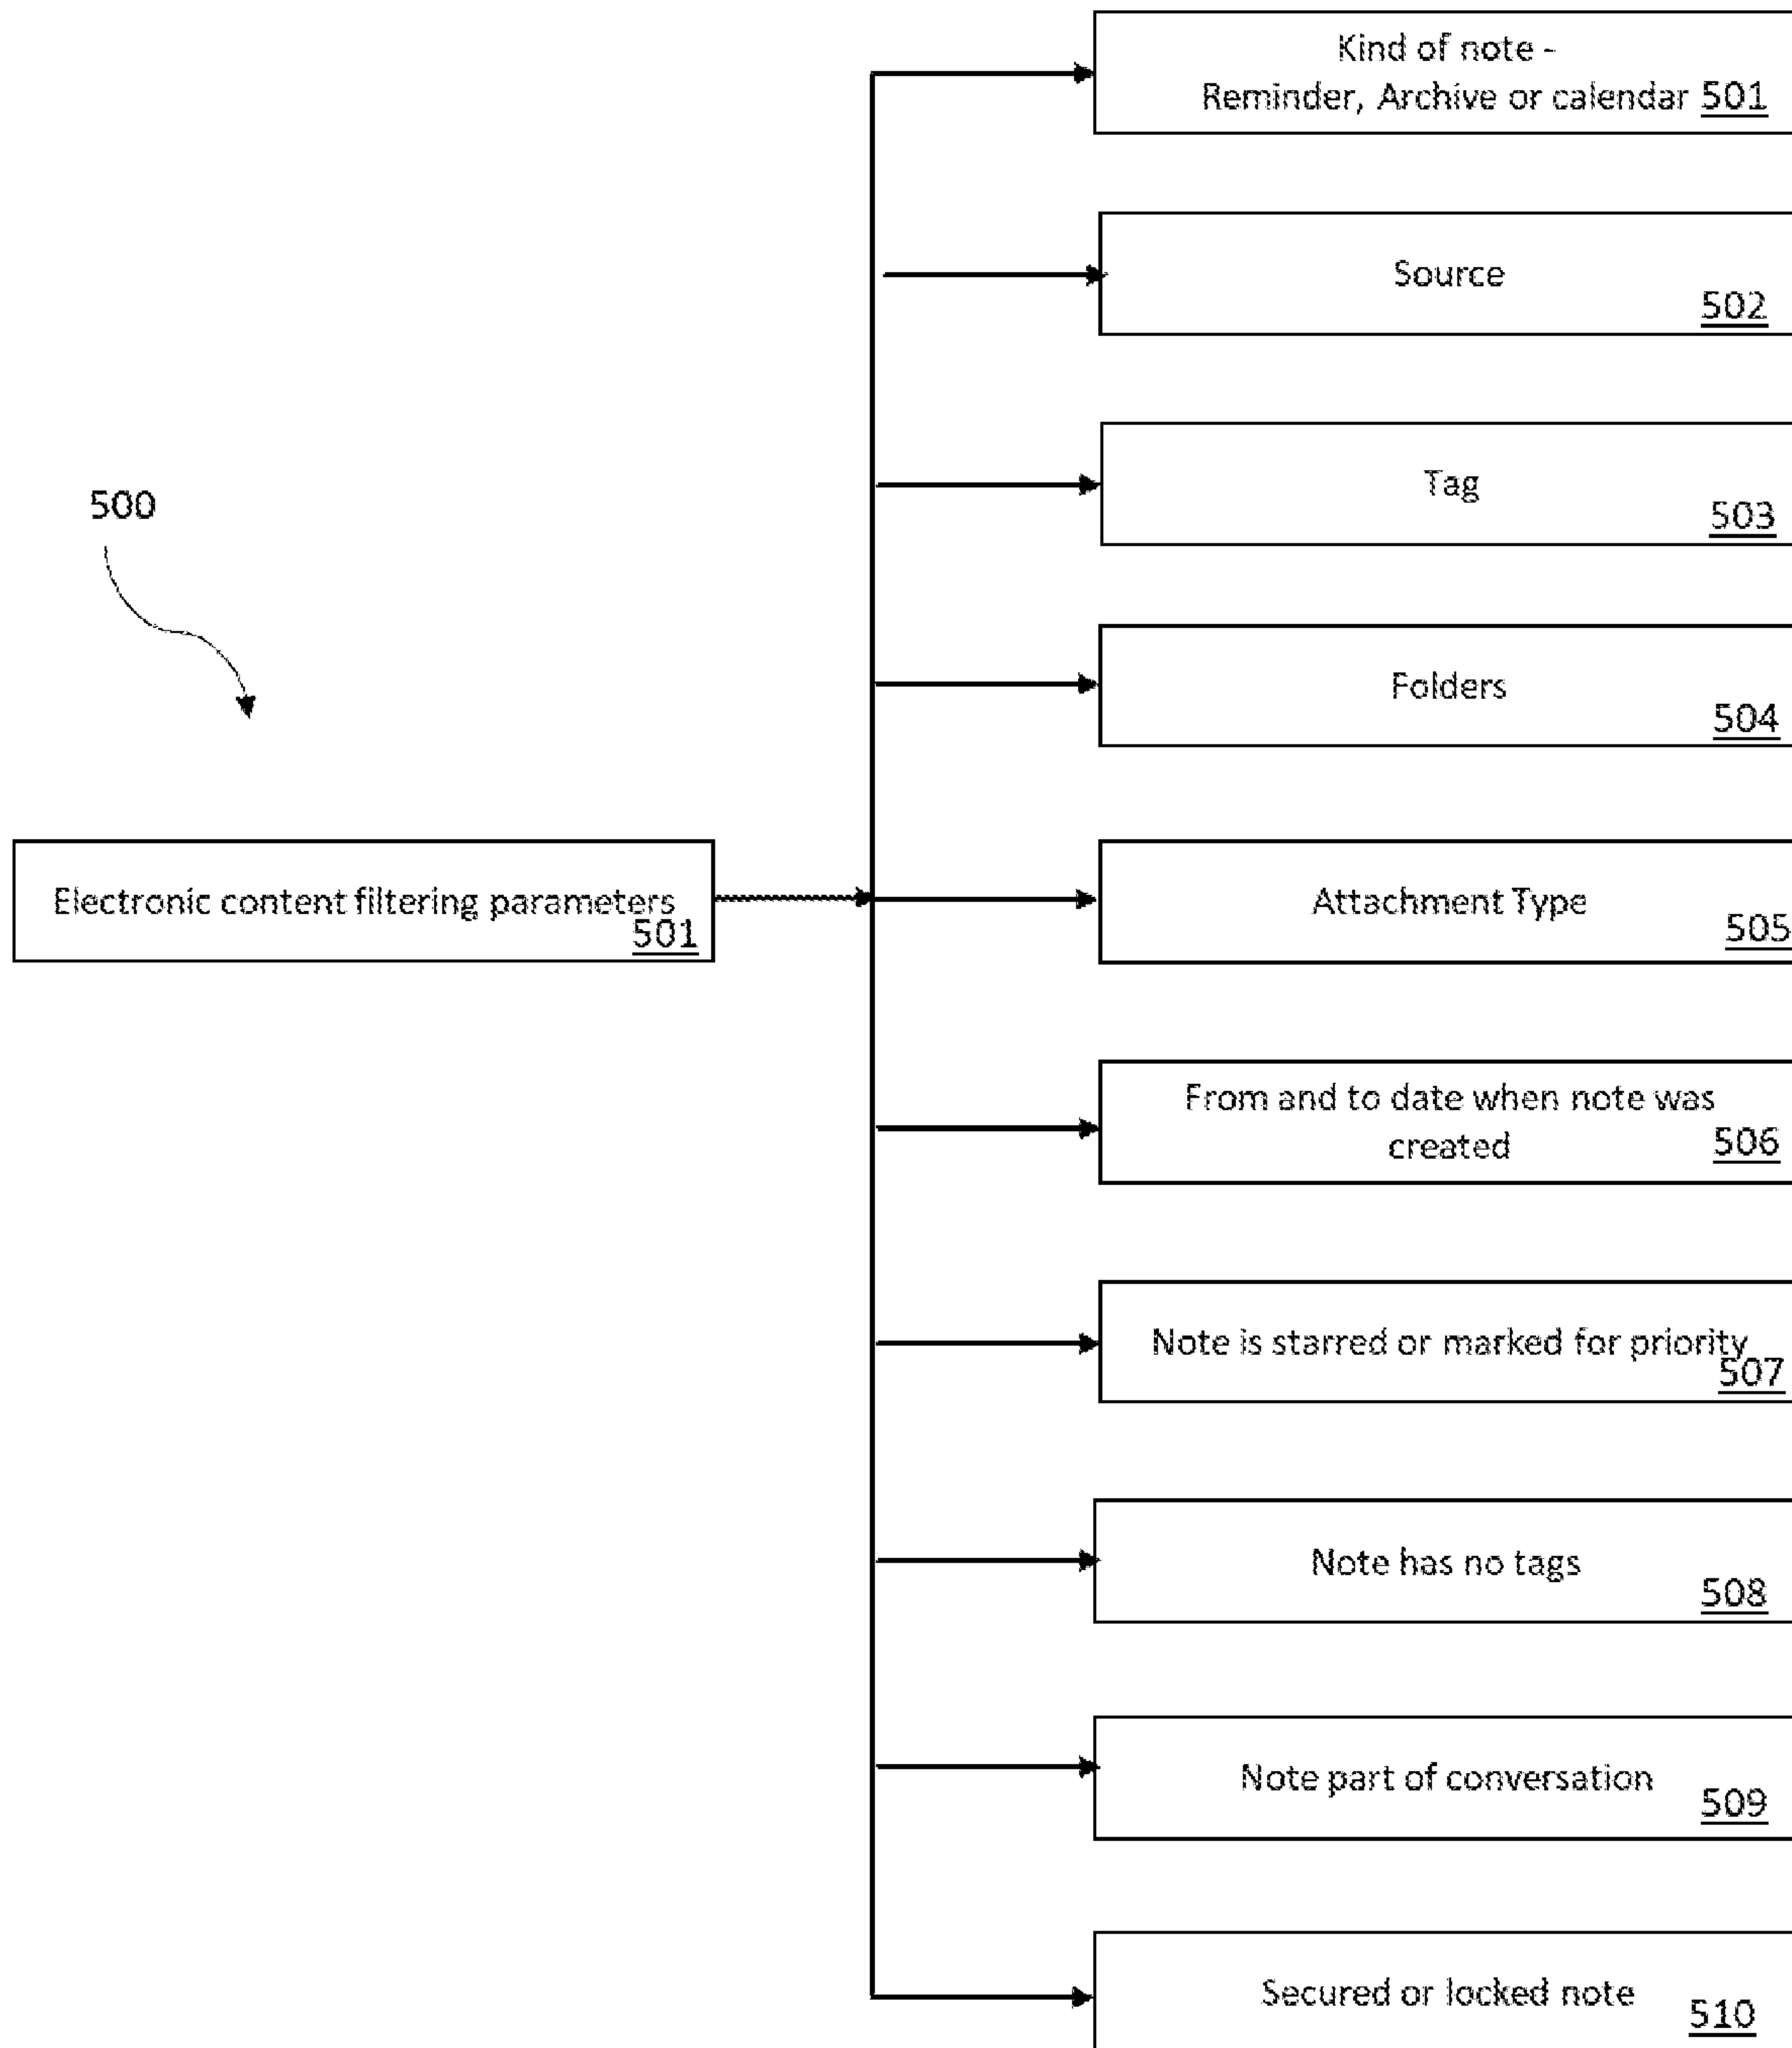 Kind of note -
Reminder, Archive or calendar 501
Source
502
Tag
503
500
Folders
504
Electronic content filtering parameters
501
Attachment Type
505
From and to date when note was
created
506
Note is starred or marked for priority
507
Note has no tags
508
Note part of conversation
509
Secured or locked note
510